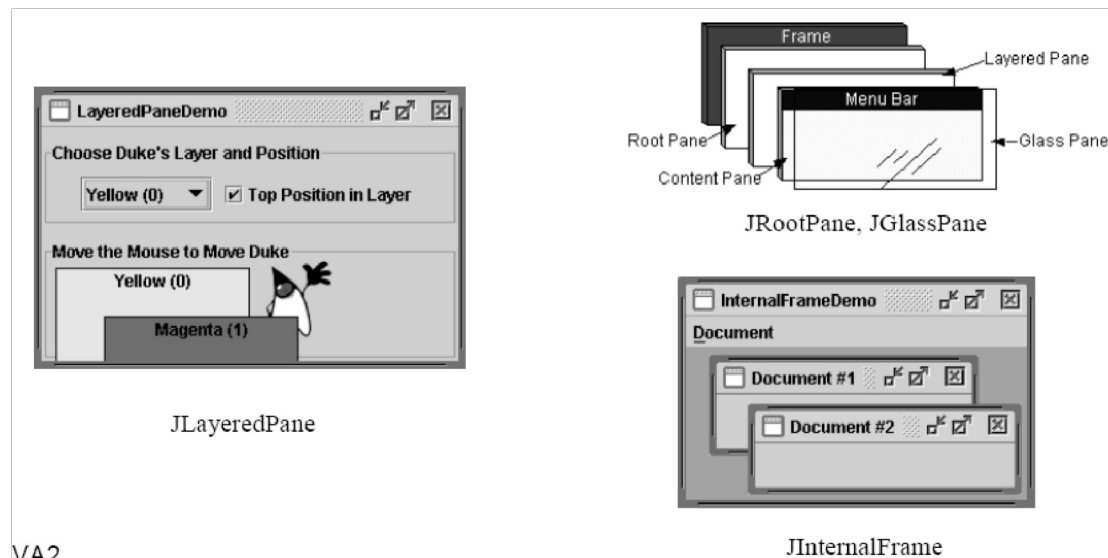 LayeredPaneDemo
Choose Duke's Layer and Position
Yellow (0)
Top Position in Layer
Move the Mouse to Move Duke
Yellow (0)
Magenta (1)
JLayeredPane
Frame
Layered Pane
Menu Bar
Root Pane
Glass Pane
Content Pane
JRootPane, JGlassPane
InternalFrameDemo
Document
Document #1
Document #2
JInternalFrame
VA2